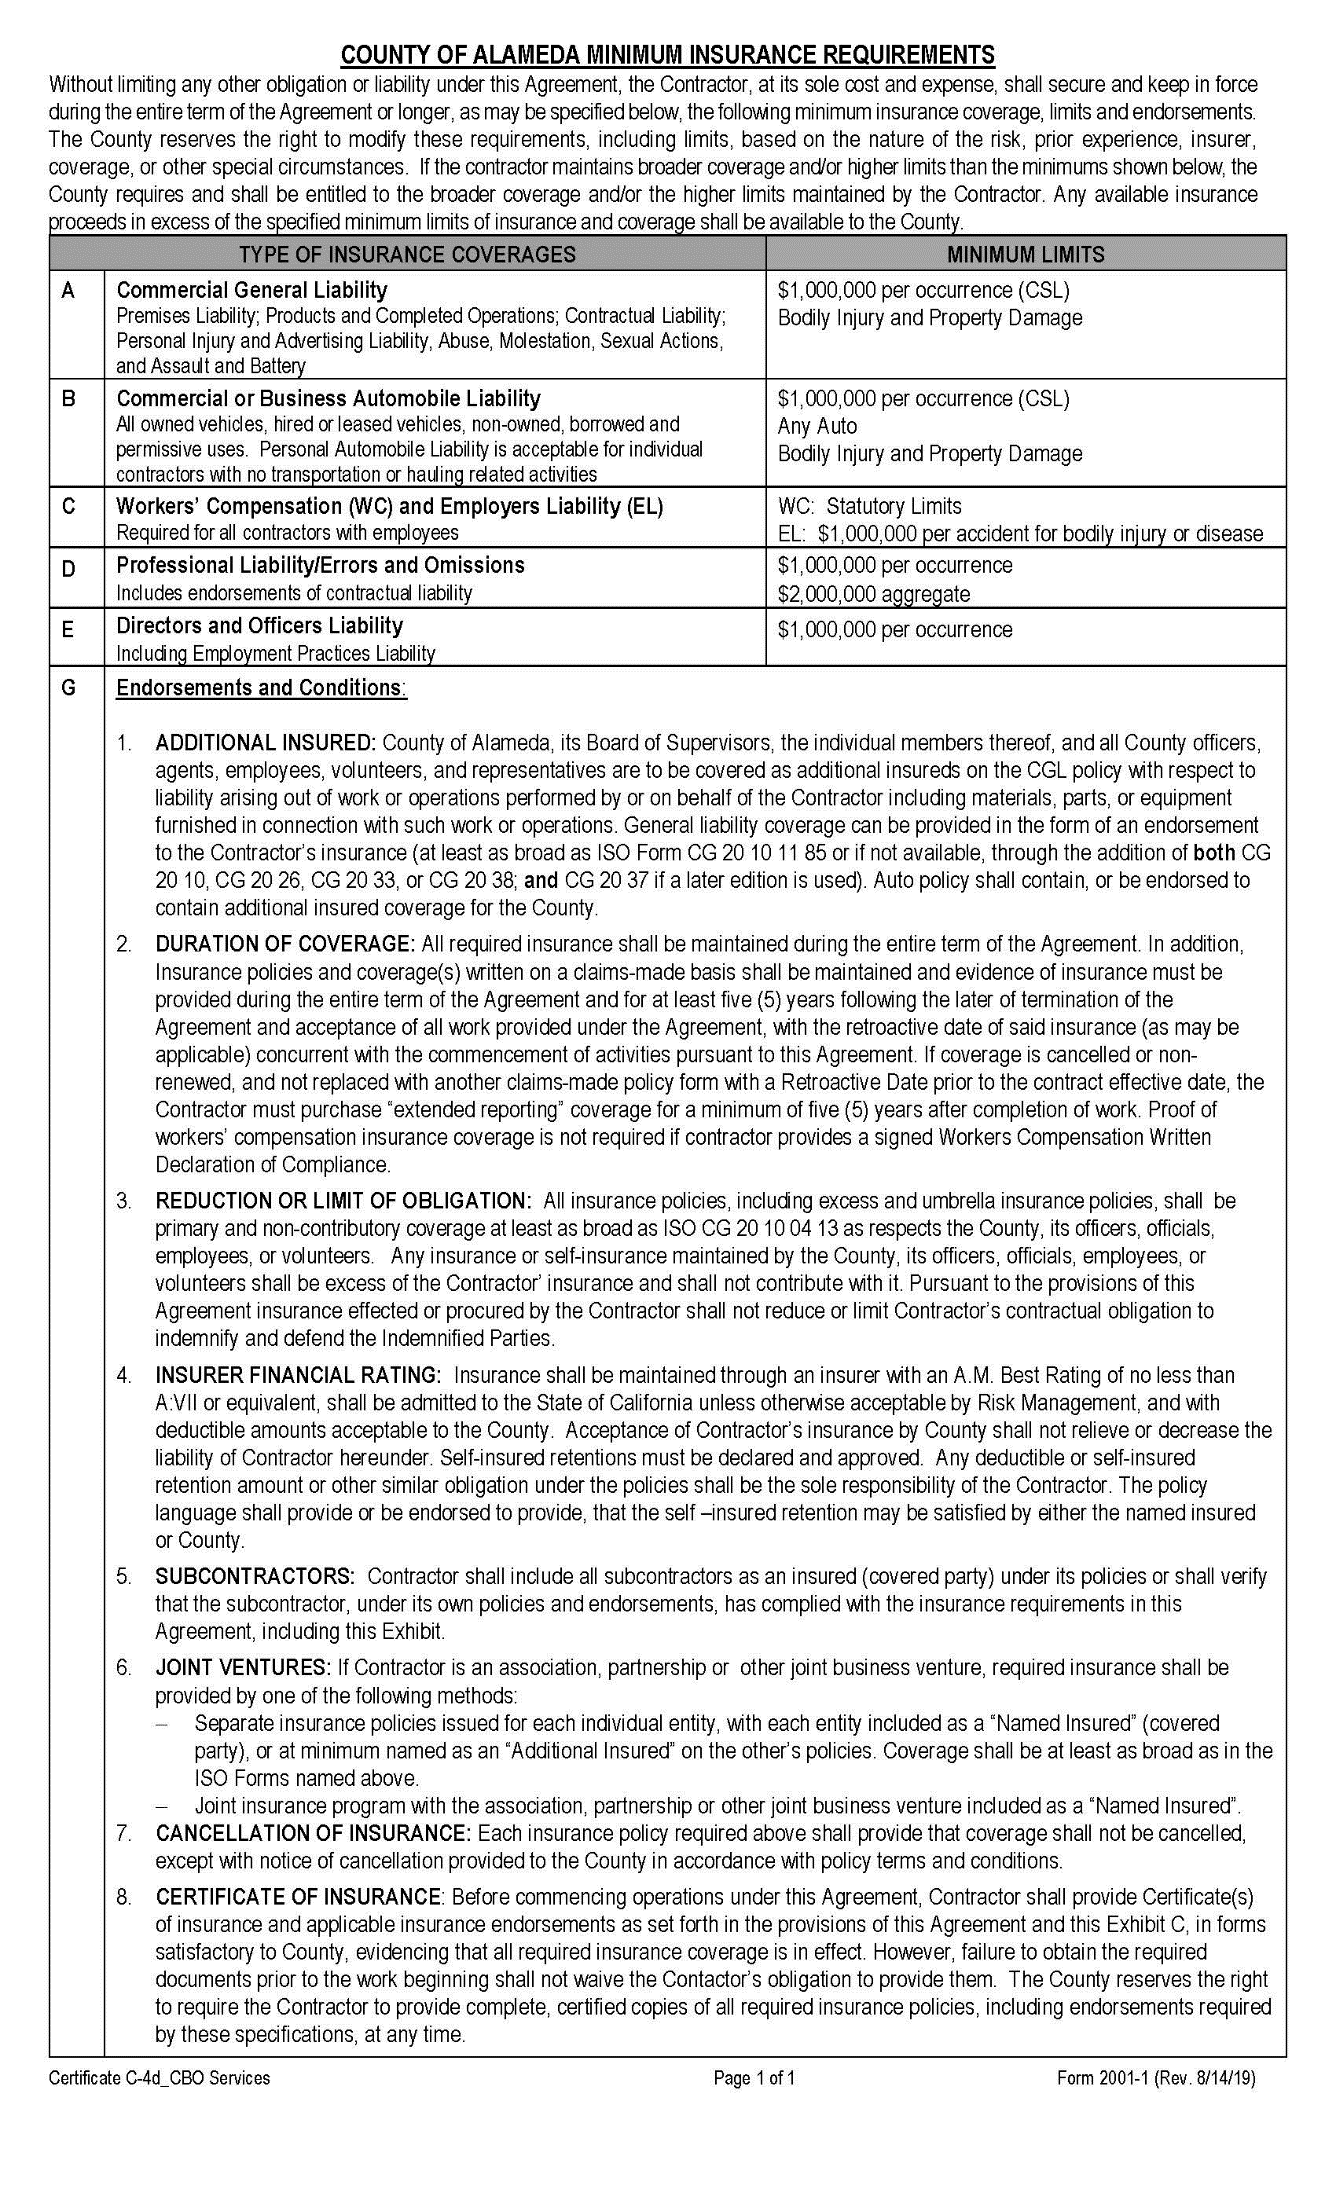 COUNTY OF ALAMEDA MINIMUM INSURANCE REQUIREMENTS
Without limiting any other obligation or liability under this Agreement, the Contractor, at its sole cost and expense, shall secure and keep in force
during the entire term of the Agreement or longer, as may be specified below, the following minimum insurance coverage, limits and endorsements.
The County reserves the right to modify these requirements, including limits, based on the nature of the risk, prior experience, insurer,
coverage, or other special circumstances. If the contractor maintains broader coverage and/or higher limits than the minimums shown below, the
County requires and shall be entitled to the broader coverage and/or the higher limits maintained by the Contractor. Any available insurance
proceeds in excess of the specified minimum limits of insurance and coverage shall be available to the County.
TYPE OF INSURANCE COVERAGES MINIMUM LIMITS
A Commercial General Liability
Premises Liability; Products and Completed Operations; Contractual Liability;
Personal Injury and Advertising Liability, Abuse, Molestation, Sexual Actions,
and Assault and Battery
$1,000,000 per occurrence (CSL)
Bodily Injury and Property Damage
B Commercial or Business Automobile Liability
All owned vehicles, hired or leased vehicles, non-owned, borrowed and
permissive uses. Personal Automobile Liability is acceptable for individual
contractors with no transportation or hauling related activities
$1,000,000 per occurrence (CSL)
Any Auto
Bodily Injury and Property Damage
C Workers' Compensation (WC) and Employers Liability (EL)
Required for all contractors with employees
WC: Statutory Limits
EL: $1,000,000 per accident for bodily injury or disease
D Professional Liability/Errors and Omissions
Includes endorsements of contractual liability
$1,000,000 per occurrence
$2,000,000 aggregate
E Directors and Officers Liability
Including Employment Practices Liability
$1,000,000 per occurrence
G Endorsements and Conditions:
1. ADDITIONAL INSURED: County of Alameda, its Board of Supervisors, the individual members thereof, and all County officers,
agents, employees, volunteers, and representatives are to be covered as additional insureds on the CGL policy with respect to
liability arising out of work or operations performed by or on behalf of the Contractor including materials, parts, or equipment
furnished in connection with such work or operations. General liability coverage can be provided in the form of an endorsement
to the Contractor's insurance (at least as broad as ISO Form CG 20 10 11 85 or if not available, through the addition of both CG
20 10, CG 20 26, CG 20 33, or CG 20 38; and CG 20 37 if a later edition is used). Auto policy shall contain, or be endorsed to
contain additional insured coverage for the County.
2. DURATION OF COVERAGE: All required insurance shall be maintained during the entire term of the Agreement. In addition,
Insurance policies and coverage(s) written on a claims-made basis shall be maintained and evidence of insurance must be
provided during the entire term of the Agreement and for at least five (5) years following the later of termination of the
Agreement and acceptance of all work provided under the Agreement, with the retroactive date of said insurance (as may be
applicable) concurrent with the commencement of activities pursuant to this Agreement. If coverage is cancelled or non-
renewed, and not replaced with another claims-made policy form with a Retroactive Date prior to the contract effective date, the
Contractor must purchase "extended reporting" coverage for a minimum of five (5) years after completion of work. Proof of
workers' compensation insurance coverage is not required if contractor provides a signed Workers Compensation Written
Declaration of Compliance.
3. REDUCTION OR LIMIT OF OBLIGATION: All insurance policies, including excess and umbrella insurance policies, shall be
primary and non-contributory coverage at least as broad as ISO CG 20 10 04 13 as respects the County, its officers, officials,
employees, or volunteers. Any insurance or self-insurance maintained by the County, its officers, officials, employees, or
volunteers shall be excess of the Contractor' insurance and shall not contribute with it. Pursuant to the provisions of this
Agreement insurance effected or procured by the Contractor shall not reduce or limit Contractor's contractual obligation to
indemnify and defend the Indemnified Parties.
4. INSURER FINANCIAL RATING: Insurance shall be maintained through an insurer with an A.M. Best Rating of no less than
A:VII or equivalent, shall be admitted to the State of California unless otherwise acceptable by Risk Management, and with
deductible amounts acceptable to the County. Acceptance of Contractor's insurance by County shall not relieve or decrease the
liability of Contractor hereunder. Self-insured retentions must be declared and approved. Any deductible or self-insured
retention amount or other similar obligation under the policies shall be the sole responsibility of the Contractor. The policy
language shall provide or be endorsed to provide, that the self –insured retention may be satisfied by either the named insured
or County.
5. SUBCONTRACTORS: Contractor shall include all subcontractors as an insured (covered party) under its policies or shall verify
that the subcontractor, under its own policies and endorsements, has complied with the insurance requirements in this
Agreement, including this Exhibit.
6. JOINT VENTURES: If Contractor is an association, partnership or other joint business venture, required insurance shall be
provided by one of the following methods:
– Separate insurance policies issued for each individual entity, with each entity included as a "Named Insured" (covered
party), or at minimum named as an "Additional Insured" on the other's policies. Coverage shall be at least as broad as in the
ISO Forms named above.
– Joint insurance program with the association, partnership or other joint business venture included as a "Named Insured".
7. CANCELLATION OF INSURANCE: Each insurance policy required above shall provide that coverage shall not be cancelled,
except with notice of cancellation provided to the County in accordance with policy terms and conditions.
8. CERTIFICATE OF INSURANCE: Before commencing operations under this Agreement, Contractor shall provide Certificate(s)
of insurance and applicable insurance endorsements as set forth in the provisions of this Agreement and this Exhibit C, in forms
satisfactory to County, evidencing that all required insurance coverage is in effect. However, failure to obtain the required
documents prior to the work beginning shall not waive the Contactor's obligation to provide them. The County reserves the right
to require the Contractor to provide complete, certified copies of all required insurance policies, including endorsements required
by these specifications, at any time.
Certificate C-4d_CBO Services Page 1 of 1 Form 2001-1 (Rev. 8/14/19)